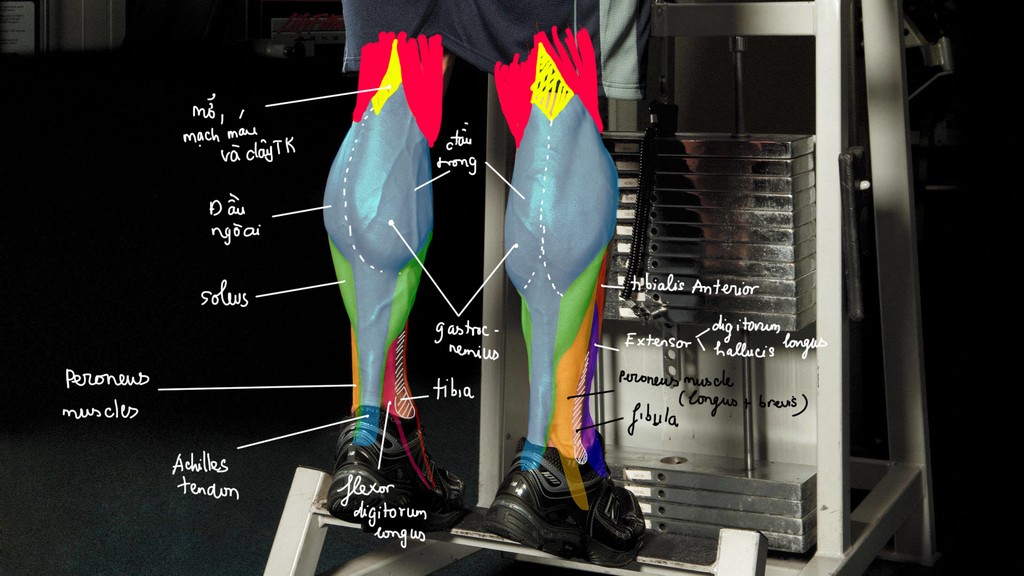 mỡ,
mạch máu
và dây TK
Đầu
ngoài
soleus
Peroneus
muscles
Achilles
tendon
flexor
digitorum
longus
tibia
gastroc-
nemius
đầu
trong
tibialis Anterior
Extensor digitorum longus
hallucis
Peroneus muscle
(longus + brevis)
fibula